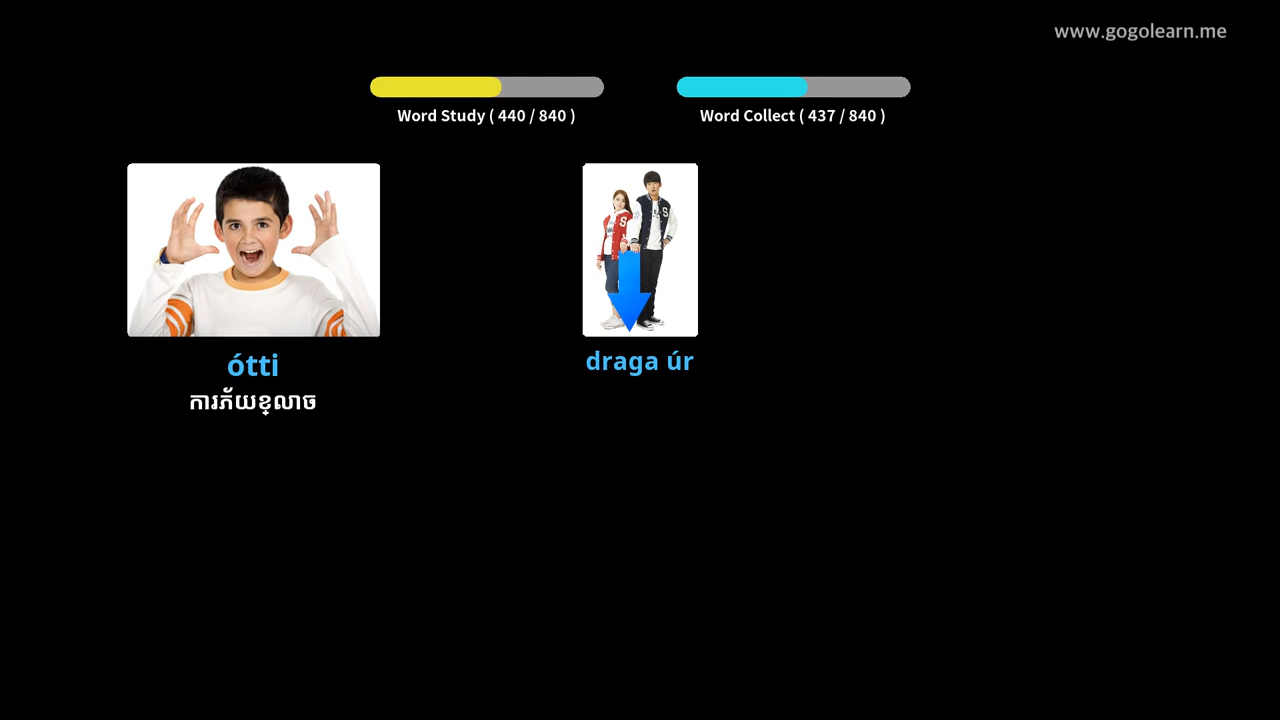 www.gogolearn.me
Word Study ( 440 / 840 )
Word Collect ( 437 / 840 )
S
S
ótti
draga úr
ការភ័យខ្លាច